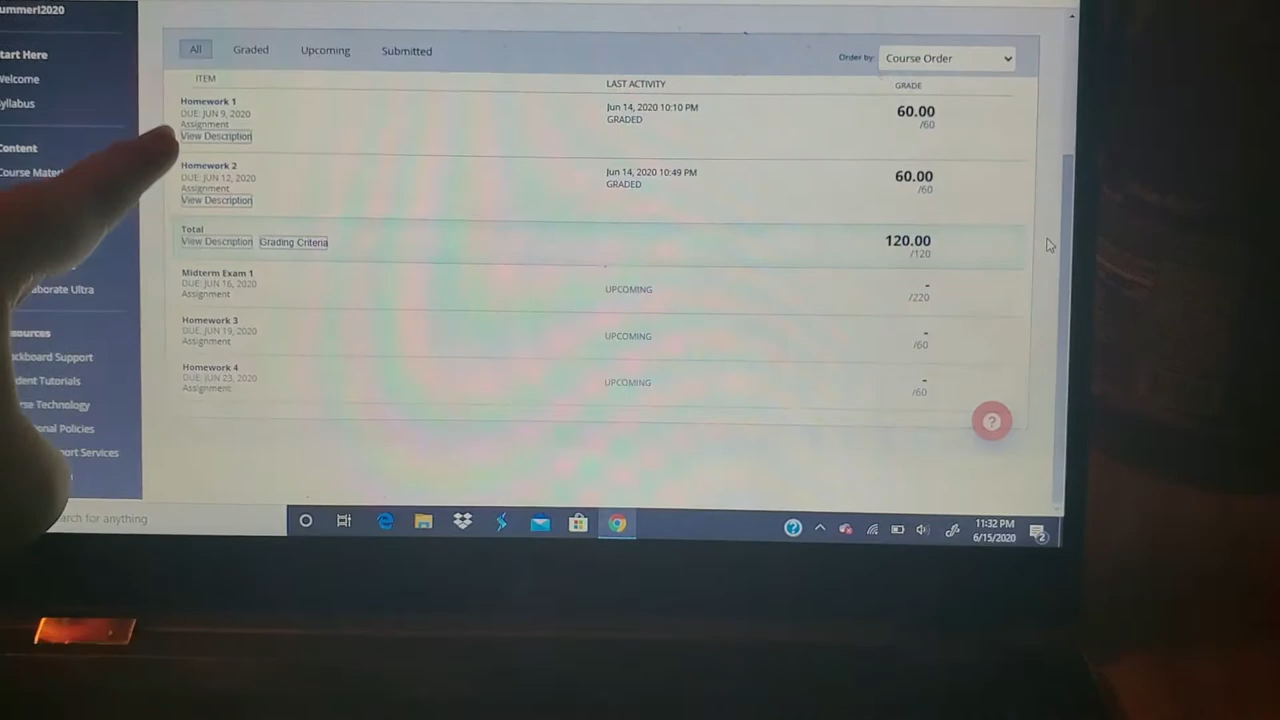 ummerI2020
tart Here
Welcome
yllabus
ontent
ourse Mater
aborate Ultra
ources
ckboard Support
dent Tutorials
rse Technology
onal Policies
port Services
All Graded Upcoming Submitted
Order by: Course Order
ITEM LAST ACTIVITY GRADE
Homework 1
DUE: JUN 9, 2020
Assignment
View Description
Jun 14, 2020 10:10 PM
GRADED
60.00
/60
Homework 2
DUE: JUN 12, 2020
Assignment
View Description
Jun 14, 2020 10:49 PM
GRADED
60.00
/60
Total
View Description Grading Criteria
120.00
/120
Midterm Exam 1
DUE: JUN 16, 2020
Assignment
UPCOMING
-
/220
Homework 3
DUE: JUN 19, 2020
Assignment
UPCOMING
-
/60
Homework 4
DUE: JUN 23, 2020
Assignment
UPCOMING
-
/60
?
arch for anything
?
11:32 PM
6/15/2020
2